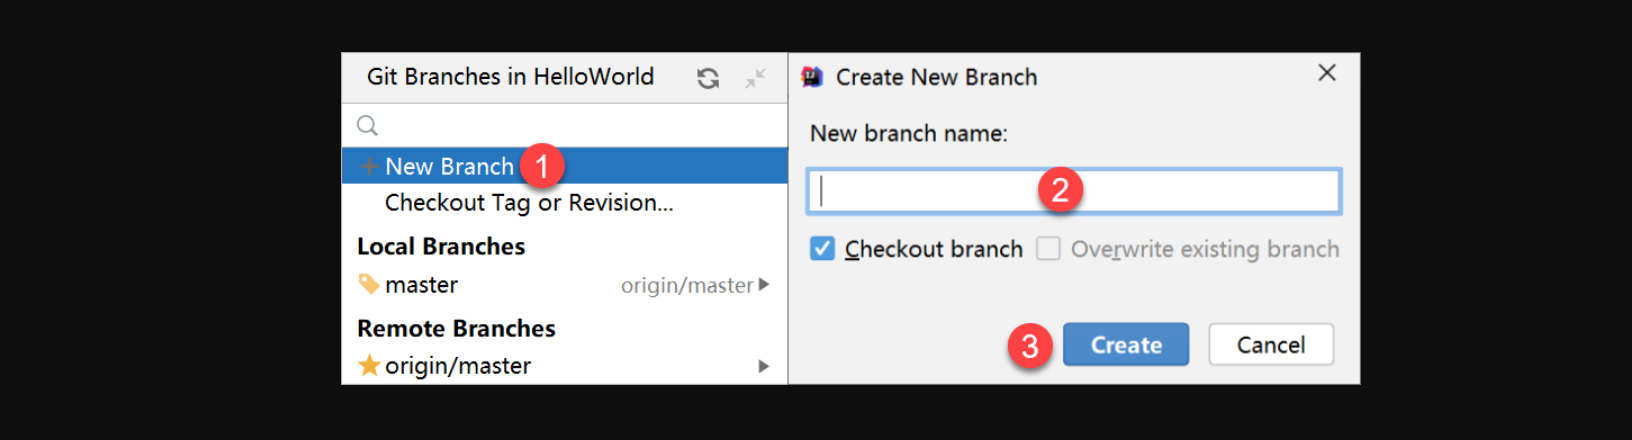 Git Branches in HelloWorld
New Branch 1
Checkout Tag or Revision...
Local Branches
master origin/master
Remote Branches
origin/master
Create New Branch
New branch name:
2
Checkout branch Overwrite existing branch
3 Create Cancel